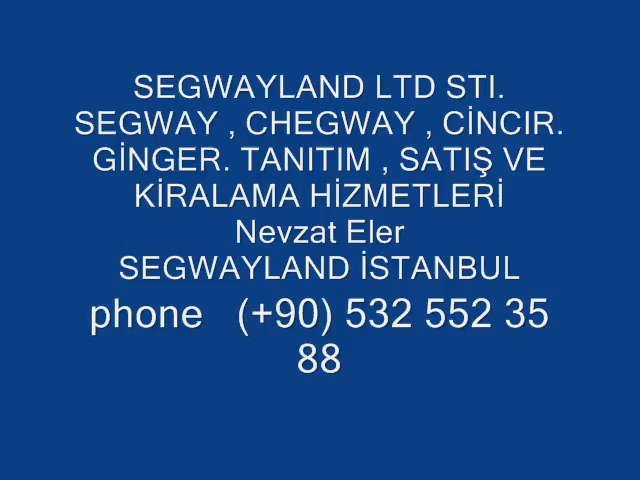 SEGWAYLAND LTD STI.
SEGWAY , CHEGWAY , CİNCIR.
GİNGER. TANITIM , SATIŞ VE
KİRALAMA HİZMETLERİ
Nevzat Eler
SEGWAYLAND İSTANBUL
phone (+90) 532 552 35
88